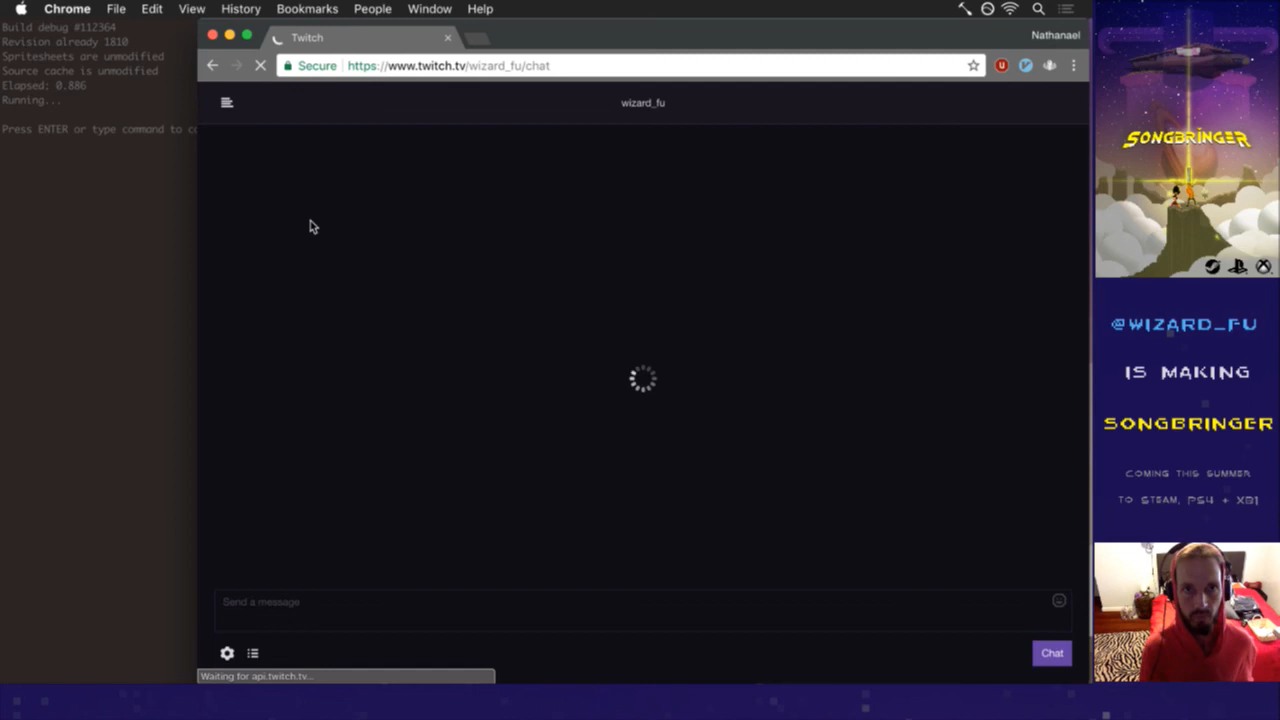 Chrome File Edit View History Bookmarks People Window Help
Build debug #112364
Revision already 1810
Spritesheets are unmodified
Source cache is unmodified
Elapsed: 0.886
Running...
Press ENTER or type command to co
Twitch
Nathanael
Secure https://www.twitch.tv/wizard_fu/chat
wizard_fu
Send a message
Chat
Waiting for api.twitch.tv...
SONGBRINGER
@WIZARD_FU
IS MAKING
SONGBRINGER
COMING THIS SUMMER
TO STEAM, PS4 + XB1